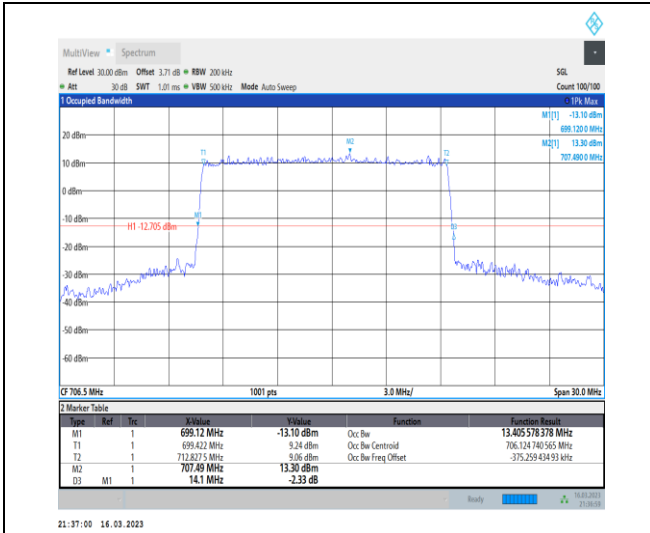 MultiView Spectrum
Ref Level 30.00 dBm Offset 3.71 dB RBW 200 kHz SGL
Att 30 dB SWT 1.01 ms VBW 500 kHz Mode Auto Sweep Count 100/100
1 Occupied Bandwidth 1Pk Max
M1[1] -13.10 dBm
699.120 0 MHz
M2[1] 13.30 dBm
707.490 0 MHz
20 dBm
M2
T1 T2
10 dBm
0 dBm
-10 dBm
M1
H1 -12.705 dBm
D3
-20 dBm
-30 dBm
-40 dBm
-50 dBm
-60 dBm
CF 706.5 MHz 1001 pts 3.0 MHz/ Span 30.0 MHz
2 Marker Table
Type Ref Trc X-Value Y-Value Function Function Result
M1 1 699.12 MHz -13.10 dBm Occ Bw 13.405 578 378 MHz
T1 1 699.422 MHz 9.24 dBm Occ Bw Centroid 706.124 740 565 MHz
T2 1 712.827 5 MHz 9.06 dBm Occ Bw Freq Offset -375.259 434 93 kHz
M2 1 707.49 MHz 13.30 dBm
D3 M1 1 14.1 MHz -2.33 dB
Ready 16.03.2023
21:36:59
21:37:00 16.03.2023